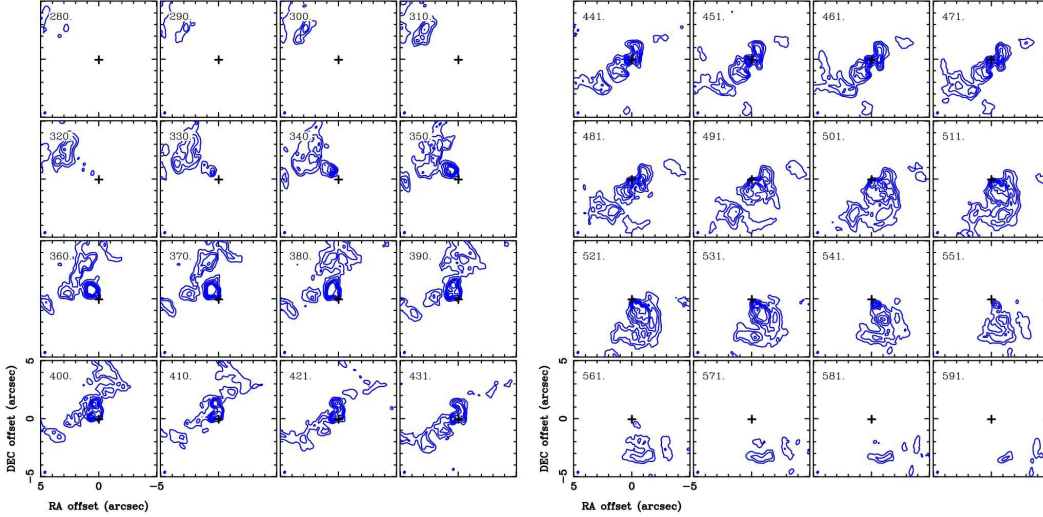 280. 290. 300. 310. 441. 451. 461. 471.
320. 330. 340. 350. 481. 491. 501. 511.
360. 370. 380. 390. 521. 531. 541. 551.
400. 410. 421. 431. 561. 571. 581. 591.
DEC offset (arcsec)
5
0
-5
5 0 -5
RA offset (arcsec)
DEC offset (arcsec)
5
0
-5
5 0 -5
RA offset (arcsec)